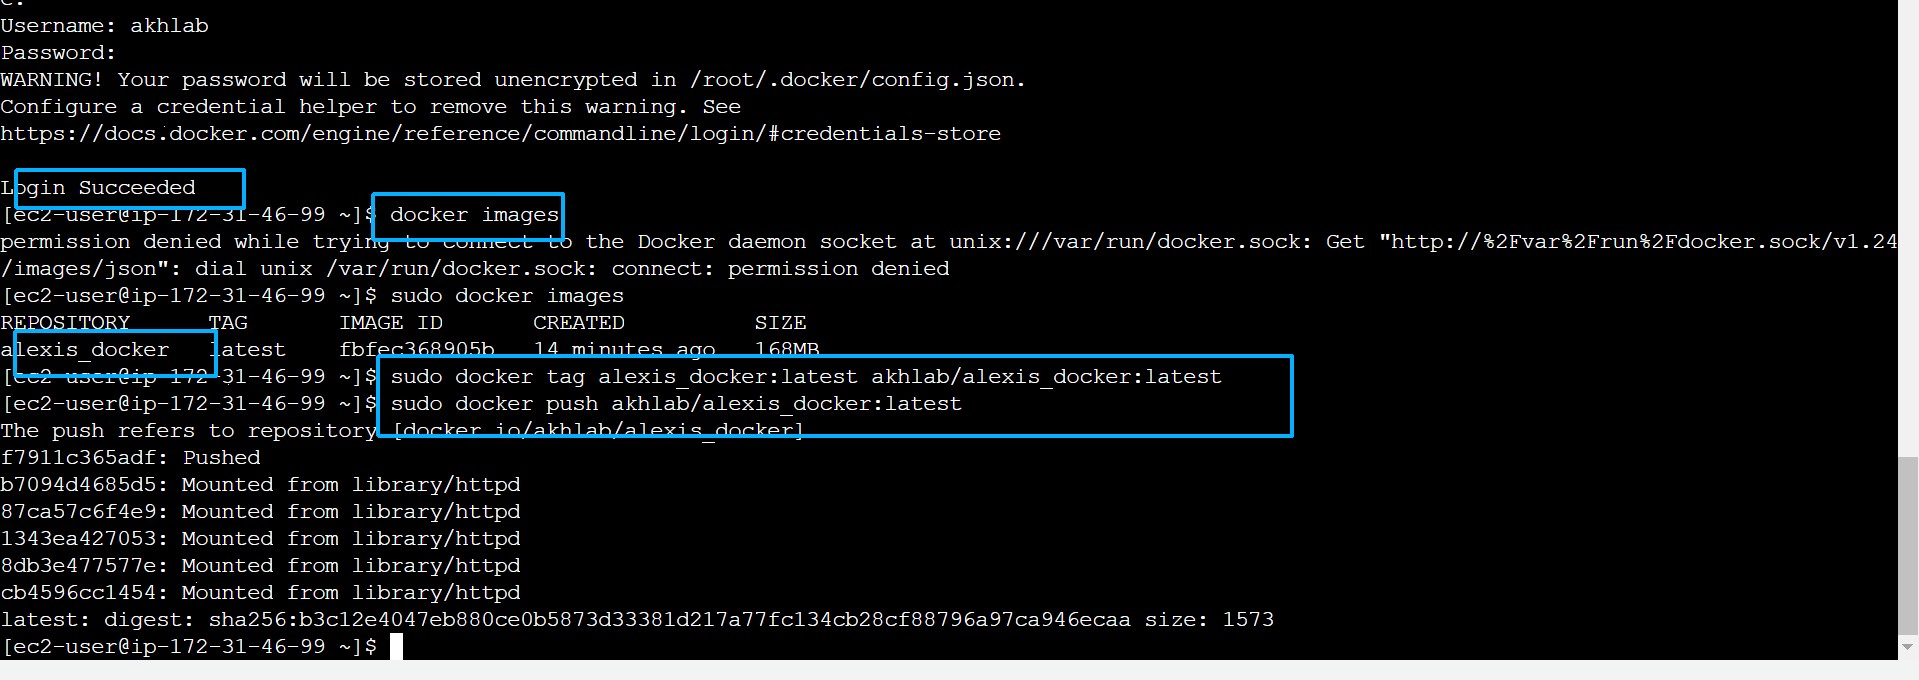 Username: akhlab
Password:
WARNING! Your password will be stored unencrypted in /root/.docker/config.json.
Configure a credential helper to remove this warning. See
https://docs.docker.com/engine/reference/commandline/login/#credentials-store
Login Succeeded
[ec2-user@ip-172-31-46-99 ~]$ docker images
permission denied while trying to connect to the Docker daemon socket at unix:///var/run/docker.sock: Get "http://%2Fvar%2Frun%2Fdocker.sock/v1.24
/images/json": dial unix /var/run/docker.sock: connect: permission denied
[ec2-user@ip-172-31-46-99 ~]$ sudo docker images
REPOSITORY TAG IMAGE ID CREATED SIZE
alexis_docker latest fbfec368905b 14 minutes ago 168MB
[ec2-user@ip-172-31-46-99 ~]$ sudo docker tag alexis_docker:latest akhlab/alexis_docker:latest
[ec2-user@ip-172-31-46-99 ~]$ sudo docker push akhlab/alexis_docker:latest
The push refers to repository [docker.io/akhlab/alexis_docker]
f7911c365adf: Pushed
b7094d4685d5: Mounted from library/httpd
87ca57c6f4e9: Mounted from library/httpd
1343ea427053: Mounted from library/httpd
8db3e477577e: Mounted from library/httpd
cb4596cc1454: Mounted from library/httpd
latest: digest: sha256:b3c12e4047eb880ce0b5873d33381d217a77fc134cb28cf88796a97ca946ecaa size: 1573
[ec2-user@ip-172-31-46-99 ~]$